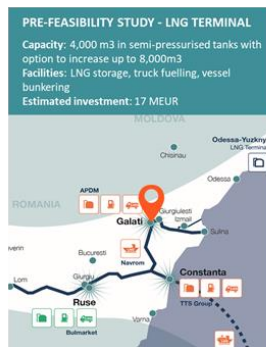 PRE-FEASIBILITY STUDY - LNG TERMINAL
Capacity: 4,000 m3 in semi-pressurised tanks with
option to increase up to 8,000m3
Facilities: LNG storage, truck fuelling, vessel
bunkering
Estimated investment: 17 MEUR
MOLDOVA
Odessa-Yuzkny
LNG Termina
Chisinau
Odessa
APDM
ROMANIA
Giurgiulesti
Galati
Izmail
Sulina
Navrom
Bucuresti
Constanta
Lom
Giurgiu
TTS Group
Ruse
Varna
Bulmarket